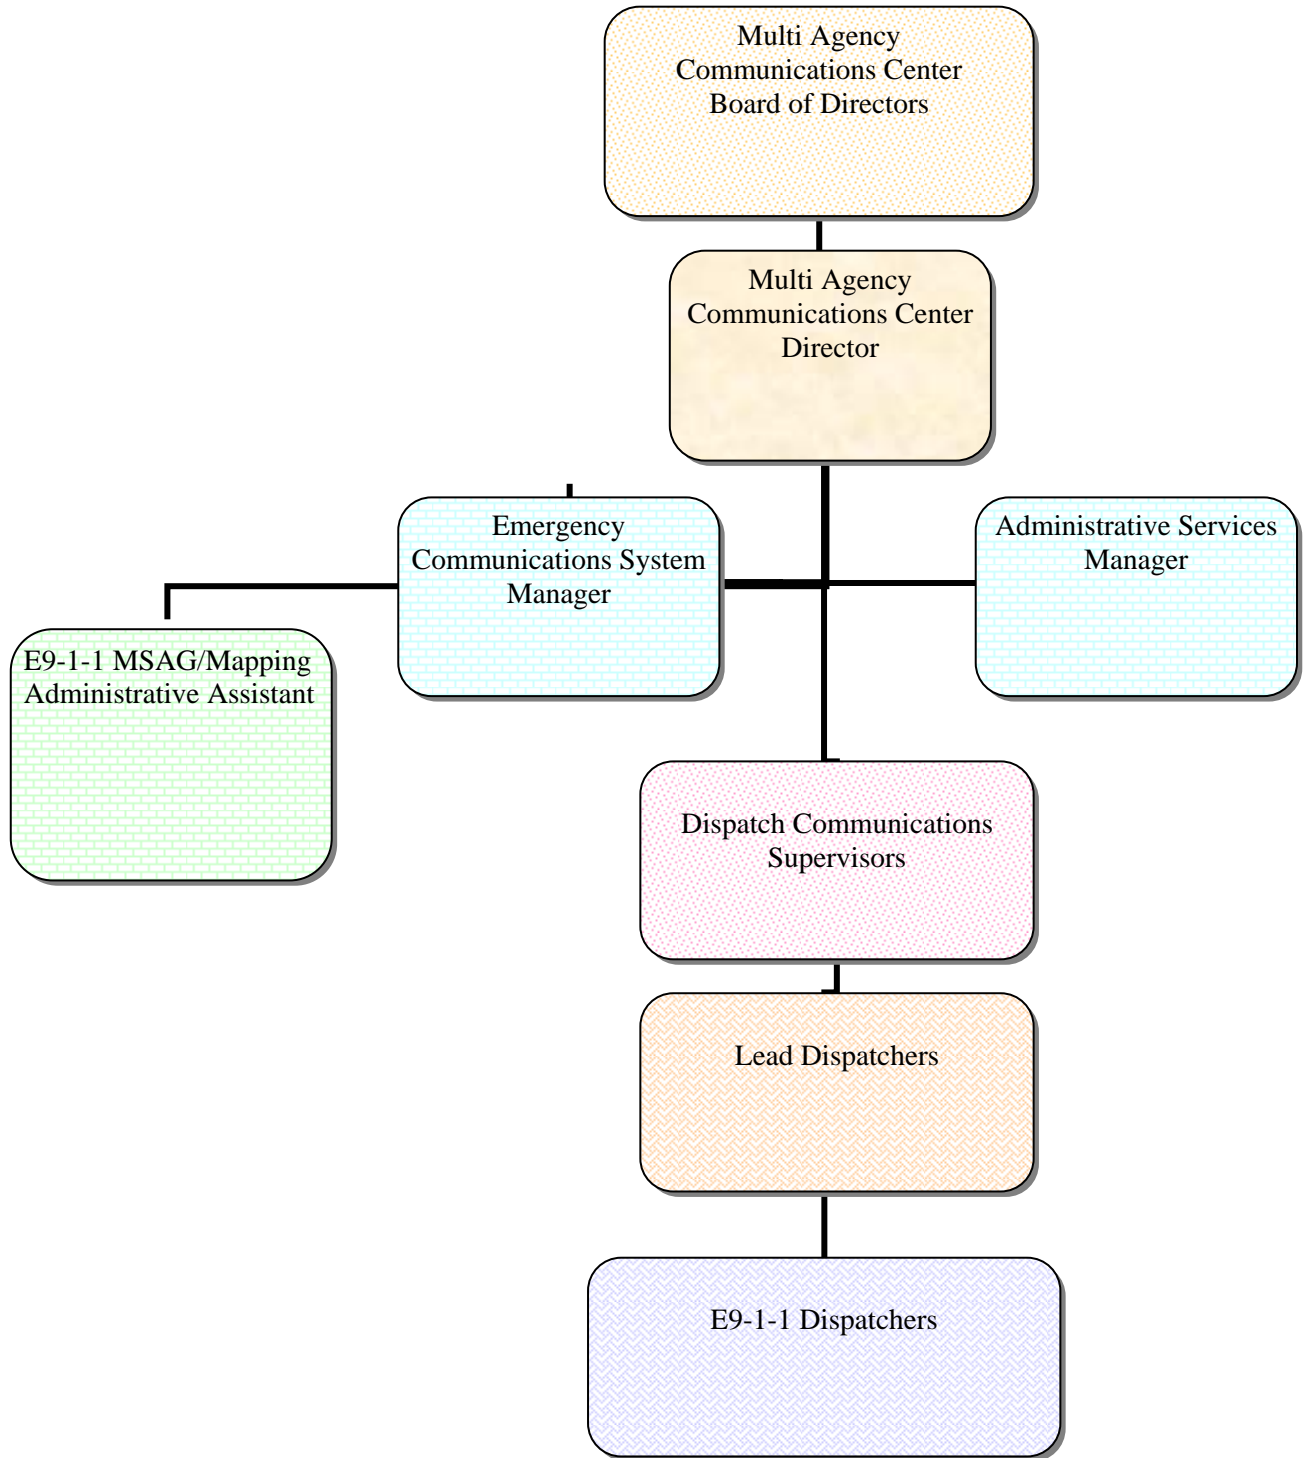 Multi Agency
Communications Center
Board of Directors
Multi Agency
Communications Center
Director
Emergency
Communications System
Manager
Administrative Services
Manager
E9-1-1 MSAG/Mapping
Administrative Assistant
Dispatch Communications
Supervisors
Lead Dispatchers
E9-1-1 Dispatchers